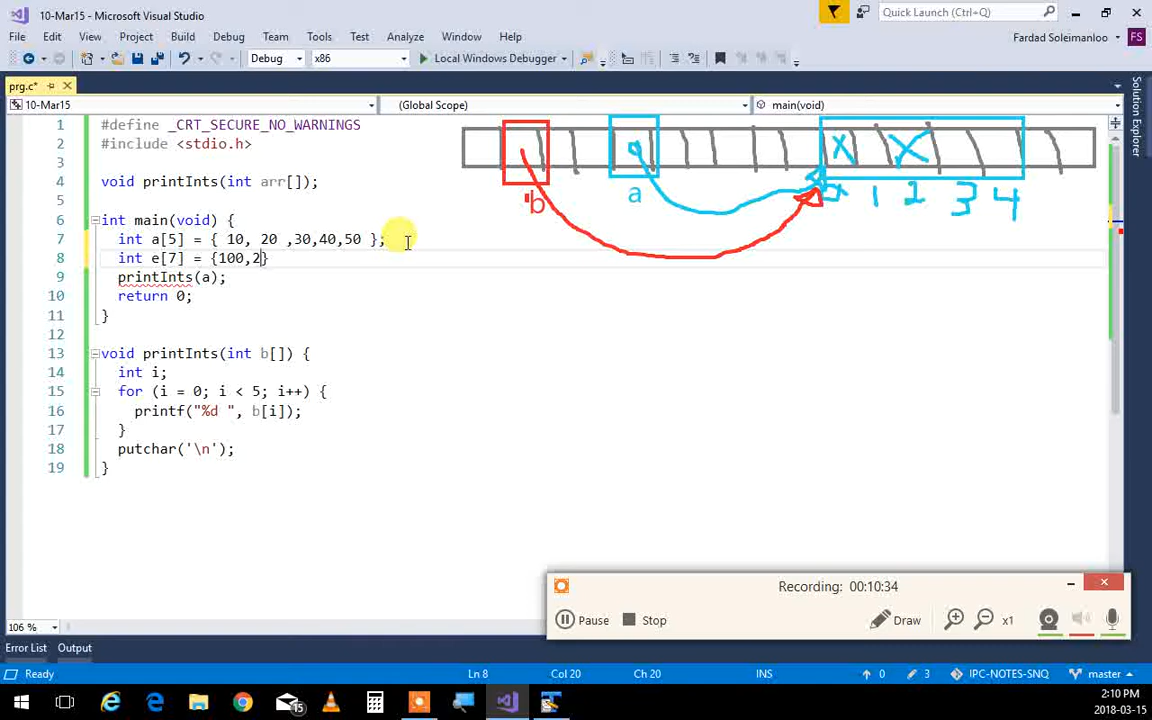 10-Mar15 - Microsoft Visual Studio
Quick Launch (Ctrl+Q)
File Edit View Project Build Debug Team Tools Test Analyze Window Help
Fardad Soleimanloo FS
Debug x86 Local Windows Debugger
prg.c*
10-Mar15 (Global Scope) main(void)
Solution Explorer
1 #define _CRT_SECURE_NO_WARNINGS
2 #include <stdio.h>
3
4 void printInts(int arr[]);
5
6 int main(void) {
7 int a[5] = { 10, 20 ,30,40,50 };
8 int e[7] = {100,2}
9 printInts(a);
10 return 0;
11 }
12
13 void printInts(int b[]) {
14 int i;
15 for (i = 0; i < 5; i++) {
16 printf("%d ", b[i]);
17 }
18 putchar('\n');
19 }
X X
b a 1 2 3 4
Recording: 00:10:34
Pause Stop Draw x1
106 %
Error List Output
Ready Ln 8 Col 20 Ch 20 INS 0 3 IPC-NOTES-SNQ master
15
2:10 PM
2018-03-15